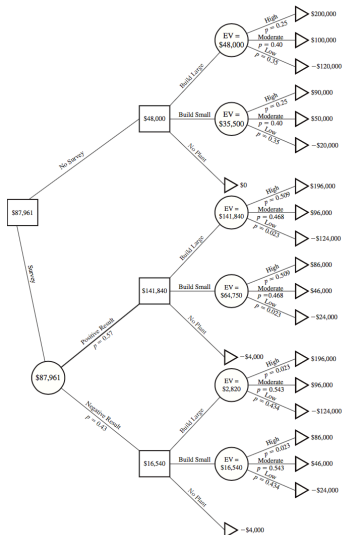 High
p = 0.25
$200,000
EV =
$48,000
Moderate
p = 0.40
$100,000
Low
p = 0.35
−$120,000
Build Large
High
p = 0.25
$90,000
$48,000
Build Small
EV =
$35,500
Moderate
p = 0.40
$50,000
Low
p = 0.35
−$20,000
No Survey
No Plant
$0
$87,961
High
p = 0.509
$196,000
EV =
$141,840
Moderate
p = 0.468
$96,000
Low
p = 0.023
−$124,000
Build Large
Survey
High
p = 0.509
$86,000
$141,840
Build Small
EV =
$64,750
Moderate
p = 0.468
$46,000
Low
p = 0.023
−$24,000
Positive Result
p = 0.57
No Plant
−$4,000
$87,961
High
p = 0.023
$196,000
EV =
$2,820
Moderate
p = 0.543
$96,000
Low
p = 0.434
−$124,000
Negative Result
p = 0.43
Build Large
High
p = 0.023
$86,000
$16,540
Build Small
EV =
$16,540
Moderate
p = 0.543
$46,000
Low
p = 0.434
−$24,000
No Plant
−$4,000